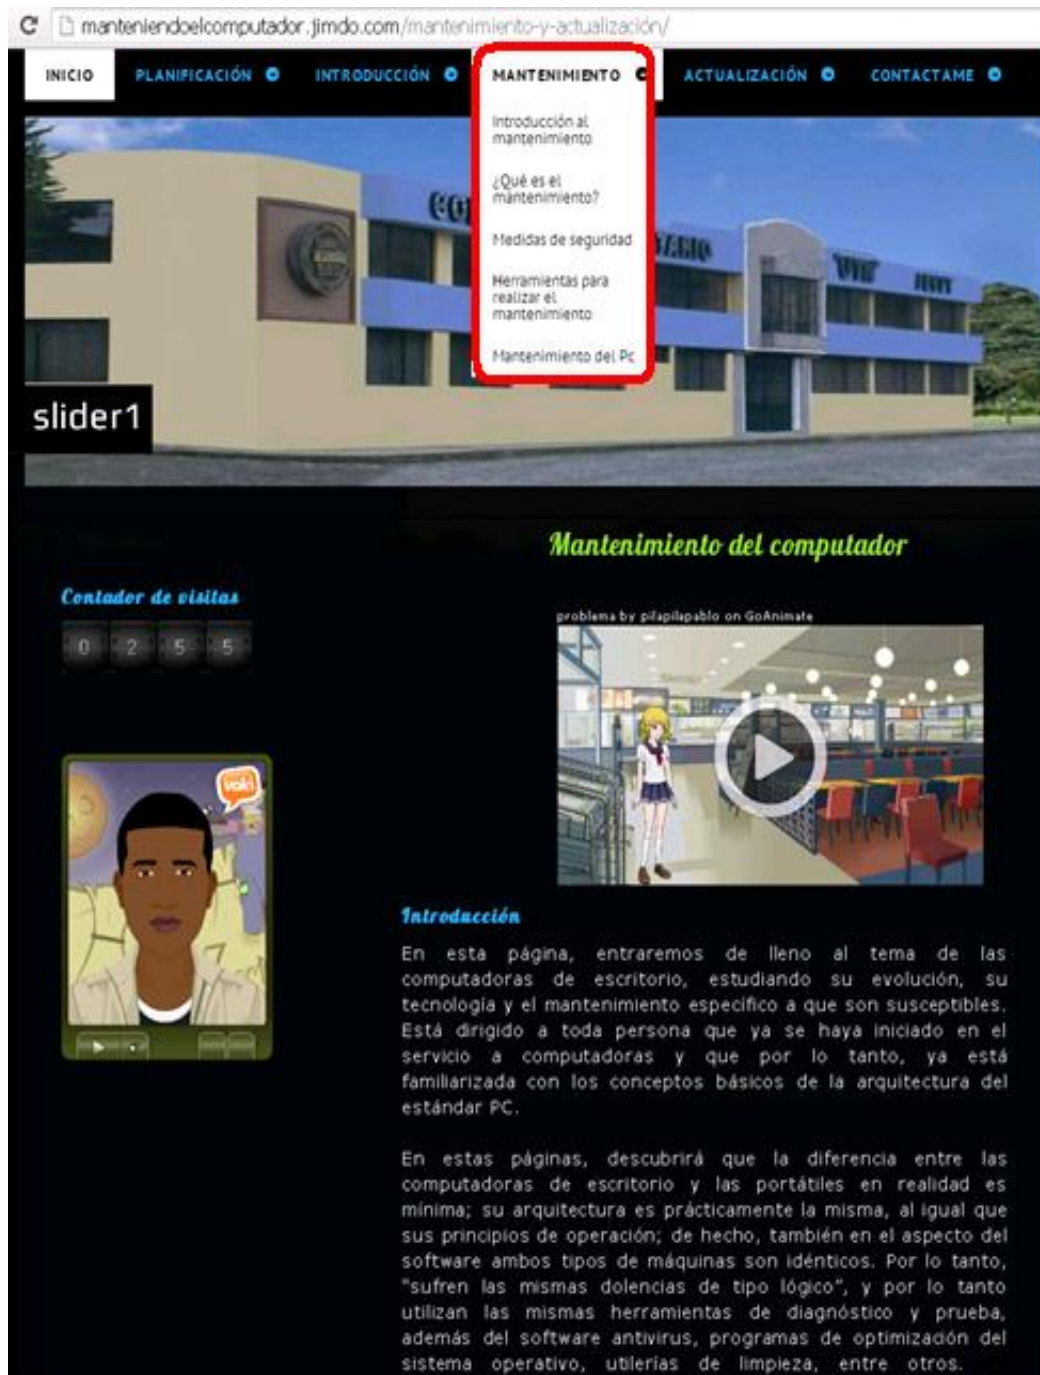 manteniendoelcomputador.jimdo.com/mantenimiento-y-actualización/
INICIO PLANIFICACIÓN INTRODUCCIÓN MANTENIMIENTO ACTUALIZACIÓN CONTACTAME
Introducción al
mantenimiento
¿Qué es el
mantenimiento?
Medidas de seguridad
Herramientas para
realizar el
mantenimiento
Mantenimiento del Pc
slider1
Mantenimiento del computador
Contador de visitas
0 2 5 5
problema by pilapilapablo on GoAnimate
voki
Introducción
En esta página, entraremos de lleno al tema de las
computadoras de escritorio, estudiando su evolución, su
tecnología y el mantenimiento específico a que son susceptibles.
Está dirigido a toda persona que ya se haya iniciado en el
servicio a computadoras y que por lo tanto, ya está
familiarizada con los conceptos básicos de la arquitectura del
estándar PC.
En estas páginas, descubrirá que la diferencia entre las
computadoras de escritorio y las portátiles en realidad es
mínima; su arquitectura es prácticamente la misma, al igual que
sus principios de operación; de hecho, también en el aspecto del
software ambos tipos de máquinas son idénticos. Por lo tanto,
"sufren las mismas dolencias de tipo lógico", y por lo tanto
utilizan las mismas herramientas de diagnóstico y prueba,
además del software antivirus, programas de optimización del
sistema operativo, utilerías de limpieza, entre otros.